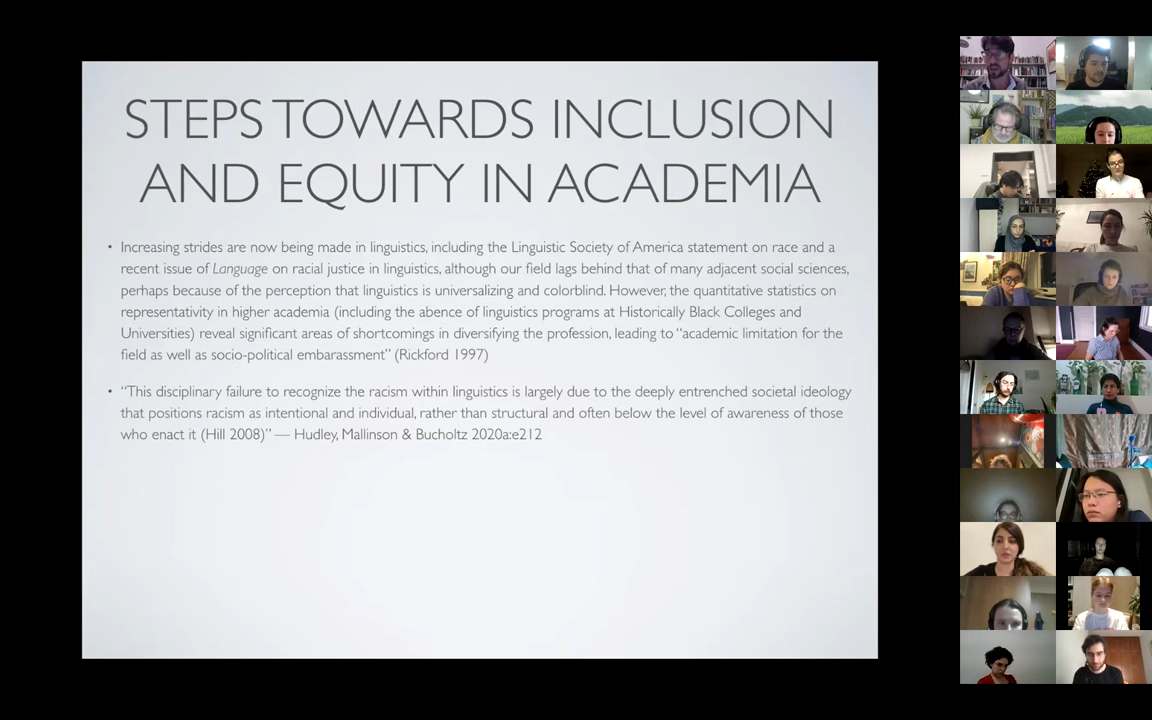 STEPS TOWARDS INCLUSION
AND EQUITY IN ACADEMIA
• Increasing strides are now being made in linguistics, including the Linguistic Society of America statement on race and a
recent issue of Language on racial justice in linguistics, although our field lags behind that of many adjacent social sciences,
perhaps because of the perception that linguistics is universalizing and colorblind. However, the quantitative statistics on
representativity in higher academia (including the abence of linguistics programs at Historically Black Colleges and
Universities) reveal significant areas of shortcomings in diversifying the profession, leading to “academic limitation for the
field as well as socio-political embarassment” (Rickford 1997)
• “This disciplinary failure to recognize the racism within linguistics is largely due to the deeply entrenched societal ideology
that positions racism as intentional and individual, rather than structural and often below the level of awareness of those
who enact it (Hill 2008)” — Hudley, Mallinson & Bucholtz 2020a:e212